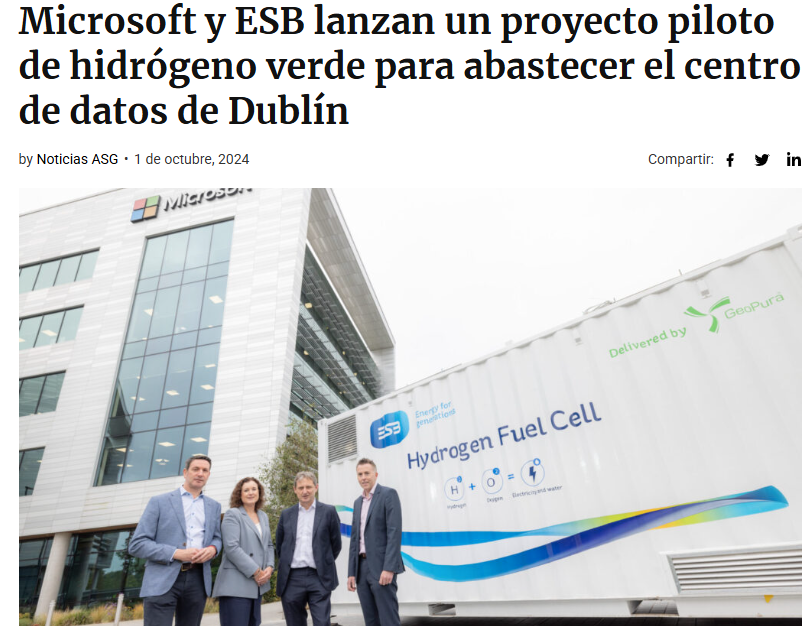 Microsoft y ESB lanzan un proyecto piloto
de hidrógeno verde para abastecer el centro
de datos de Dublín
by Noticias ASG • 1 de octubre, 2024
Compartir:
Microsoft
Delivered by GeoPura
ESB Energy for
generations
Hydrogen Fuel Cell
H + O =
Hydrogen Oxygen Electricity and water